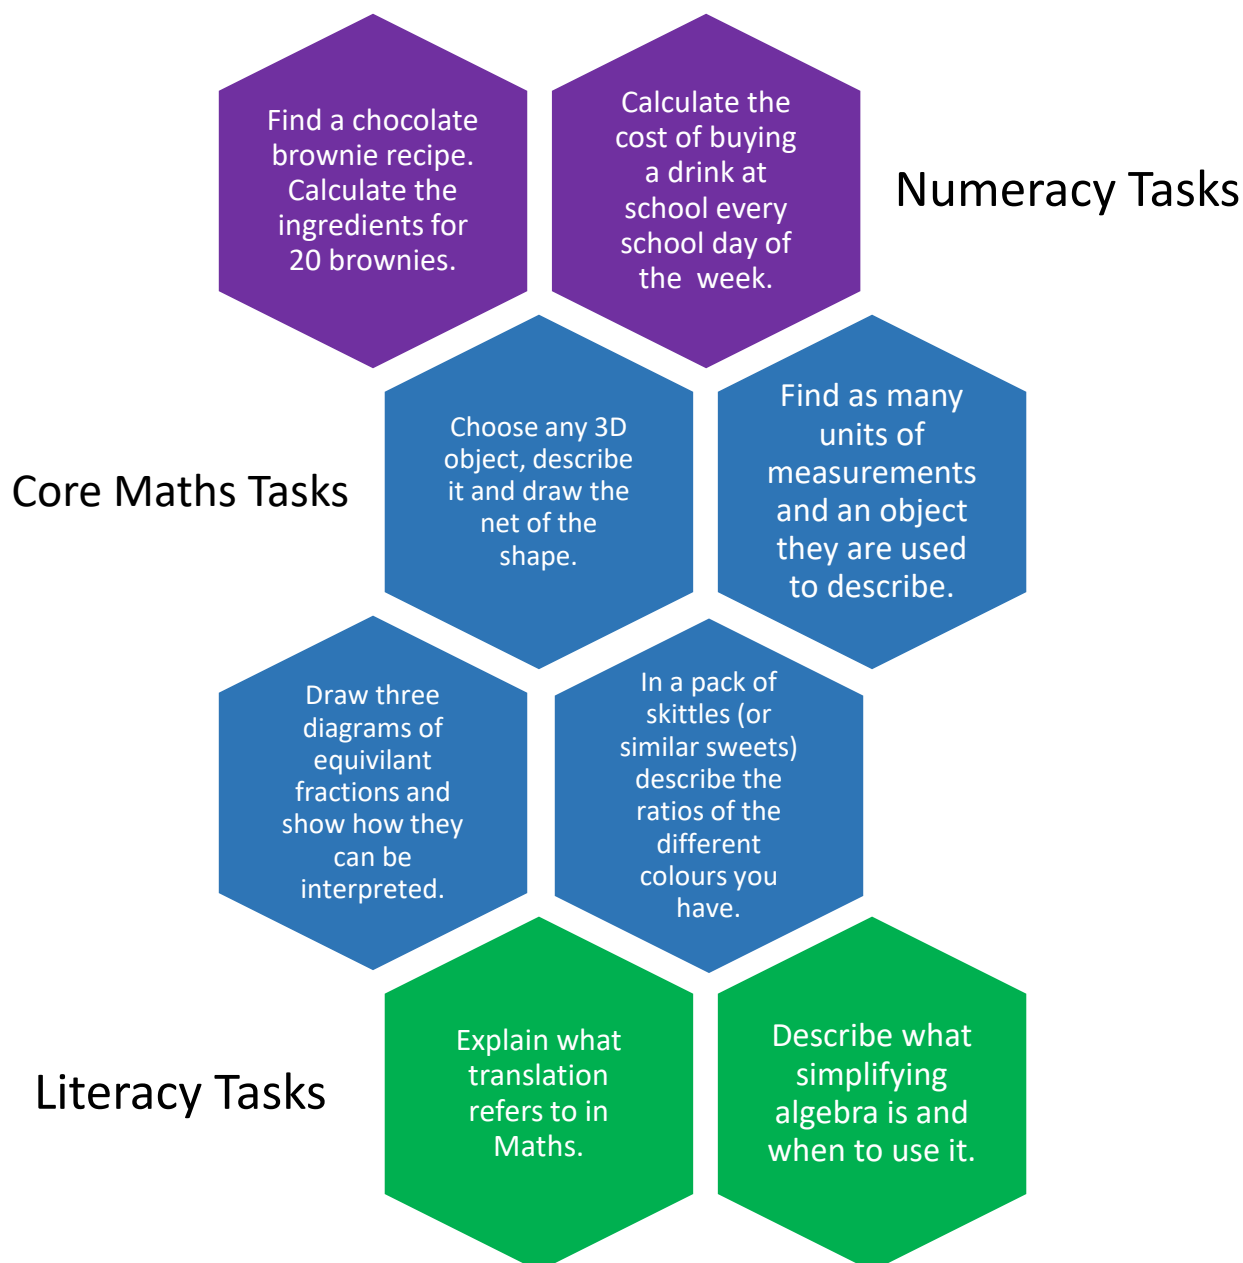 Find a chocolate
brownie recipe.
Calculate the
ingredients for
20 brownies.
Calculate the
cost of buying
a drink at
school every
school day of
the  week.
Numeracy Tasks
Core Maths Tasks
Choose any 3D
object, describe
it and draw the
net of the
shape.
Find as many
units of
measurements
and an object
they are used
to describe.
Draw three
diagrams of
equivilant
fractions and
show how they
can be
interpreted.
In a pack of
skittles (or
similar sweets)
describe the
ratios of the
different
colours you
have.
Literacy Tasks
Explain what
translation
refers to in
Maths.
Describe what
simplifying
algebra is and
when to use it.